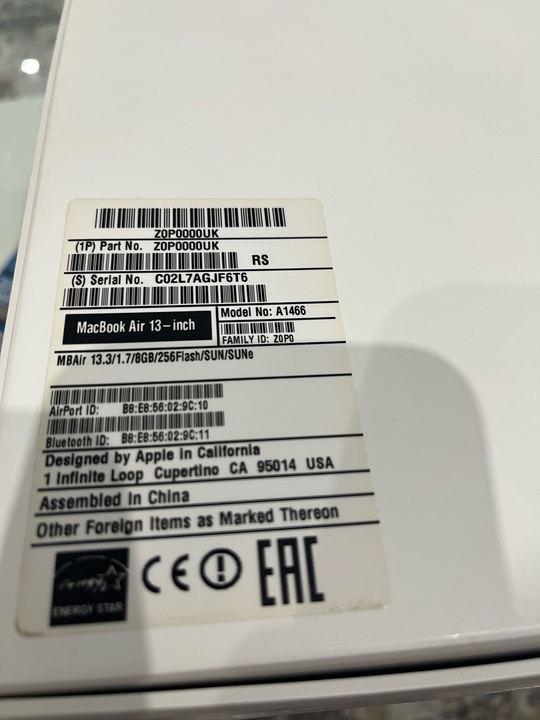 Z0P0000UK
(1P) Part No. Z0P0000UK
RS
(S) Serial No. C02L7AGJF6T6
MacBook Air 13-inch
Model No: A1466
FAMILY ID: Z0P0
MBAir 13.3/1.7/8GB/256Flash/SUN/SUNe
AirPort ID: B8:E8:56:02:9C:10
Bluetooth ID: B8:E8:56:02:9C:11
Designed by Apple in California
1 Infinite Loop Cupertino CA 95014 USA
Assembled In China
Other Foreign Items as Marked Thereon
CE
EAC
ENERGY STAR